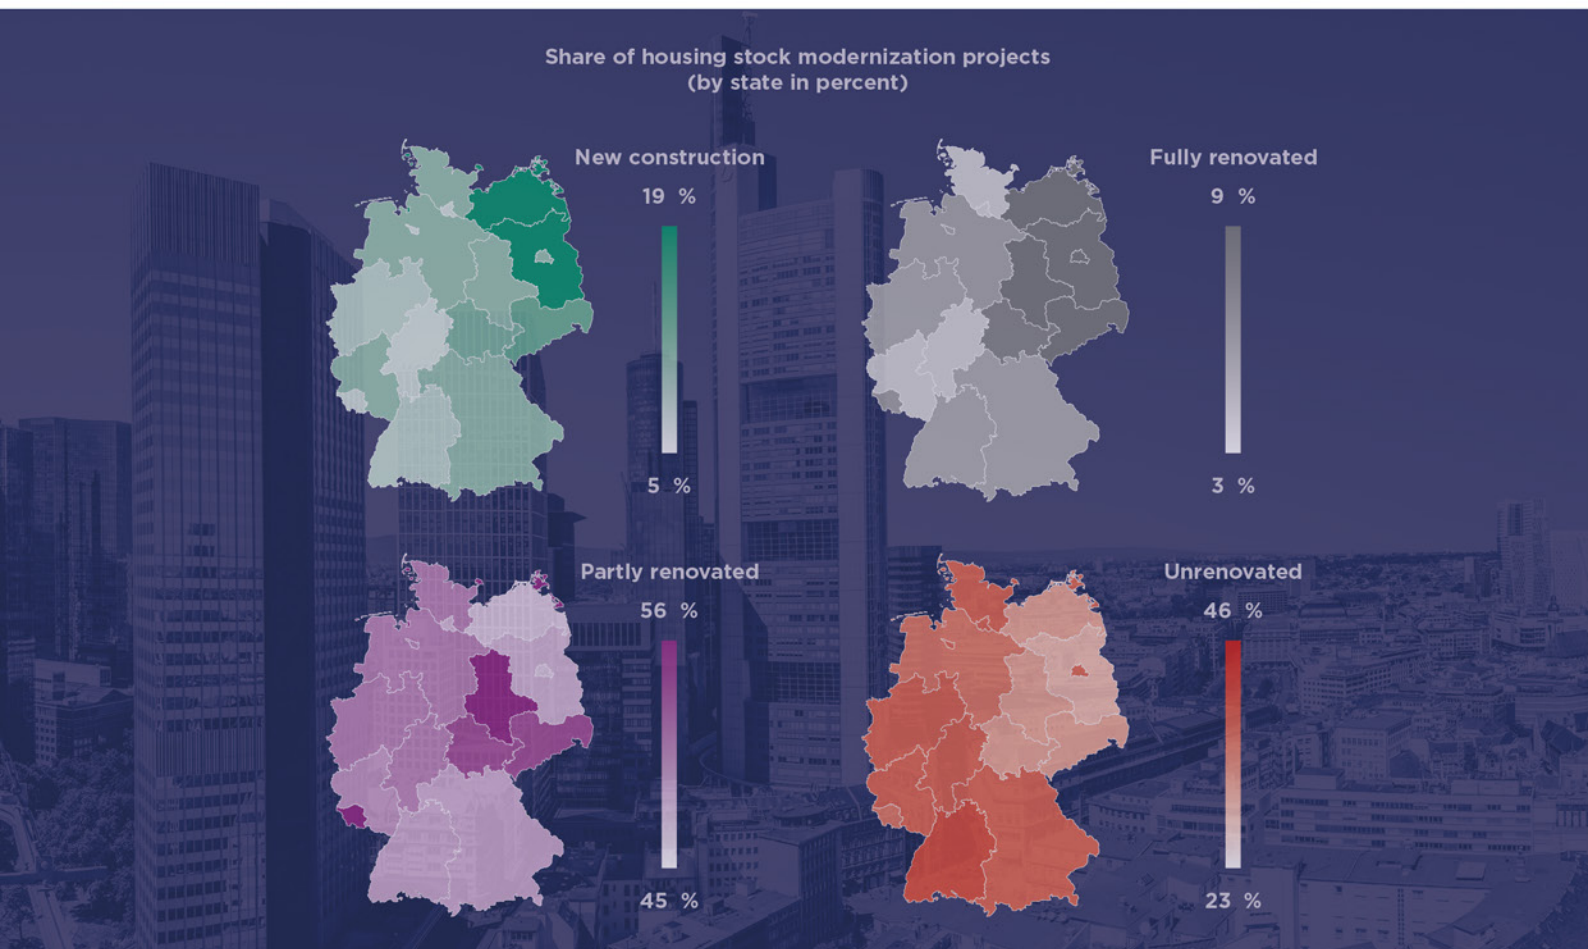 Share of housing stock modernization projects
(by state in percent)
New construction
19 %
5 %
Fully renovated
9 %
3 %
Partly renovated
56 %
45 %
Unrenovated
46 %
23 %